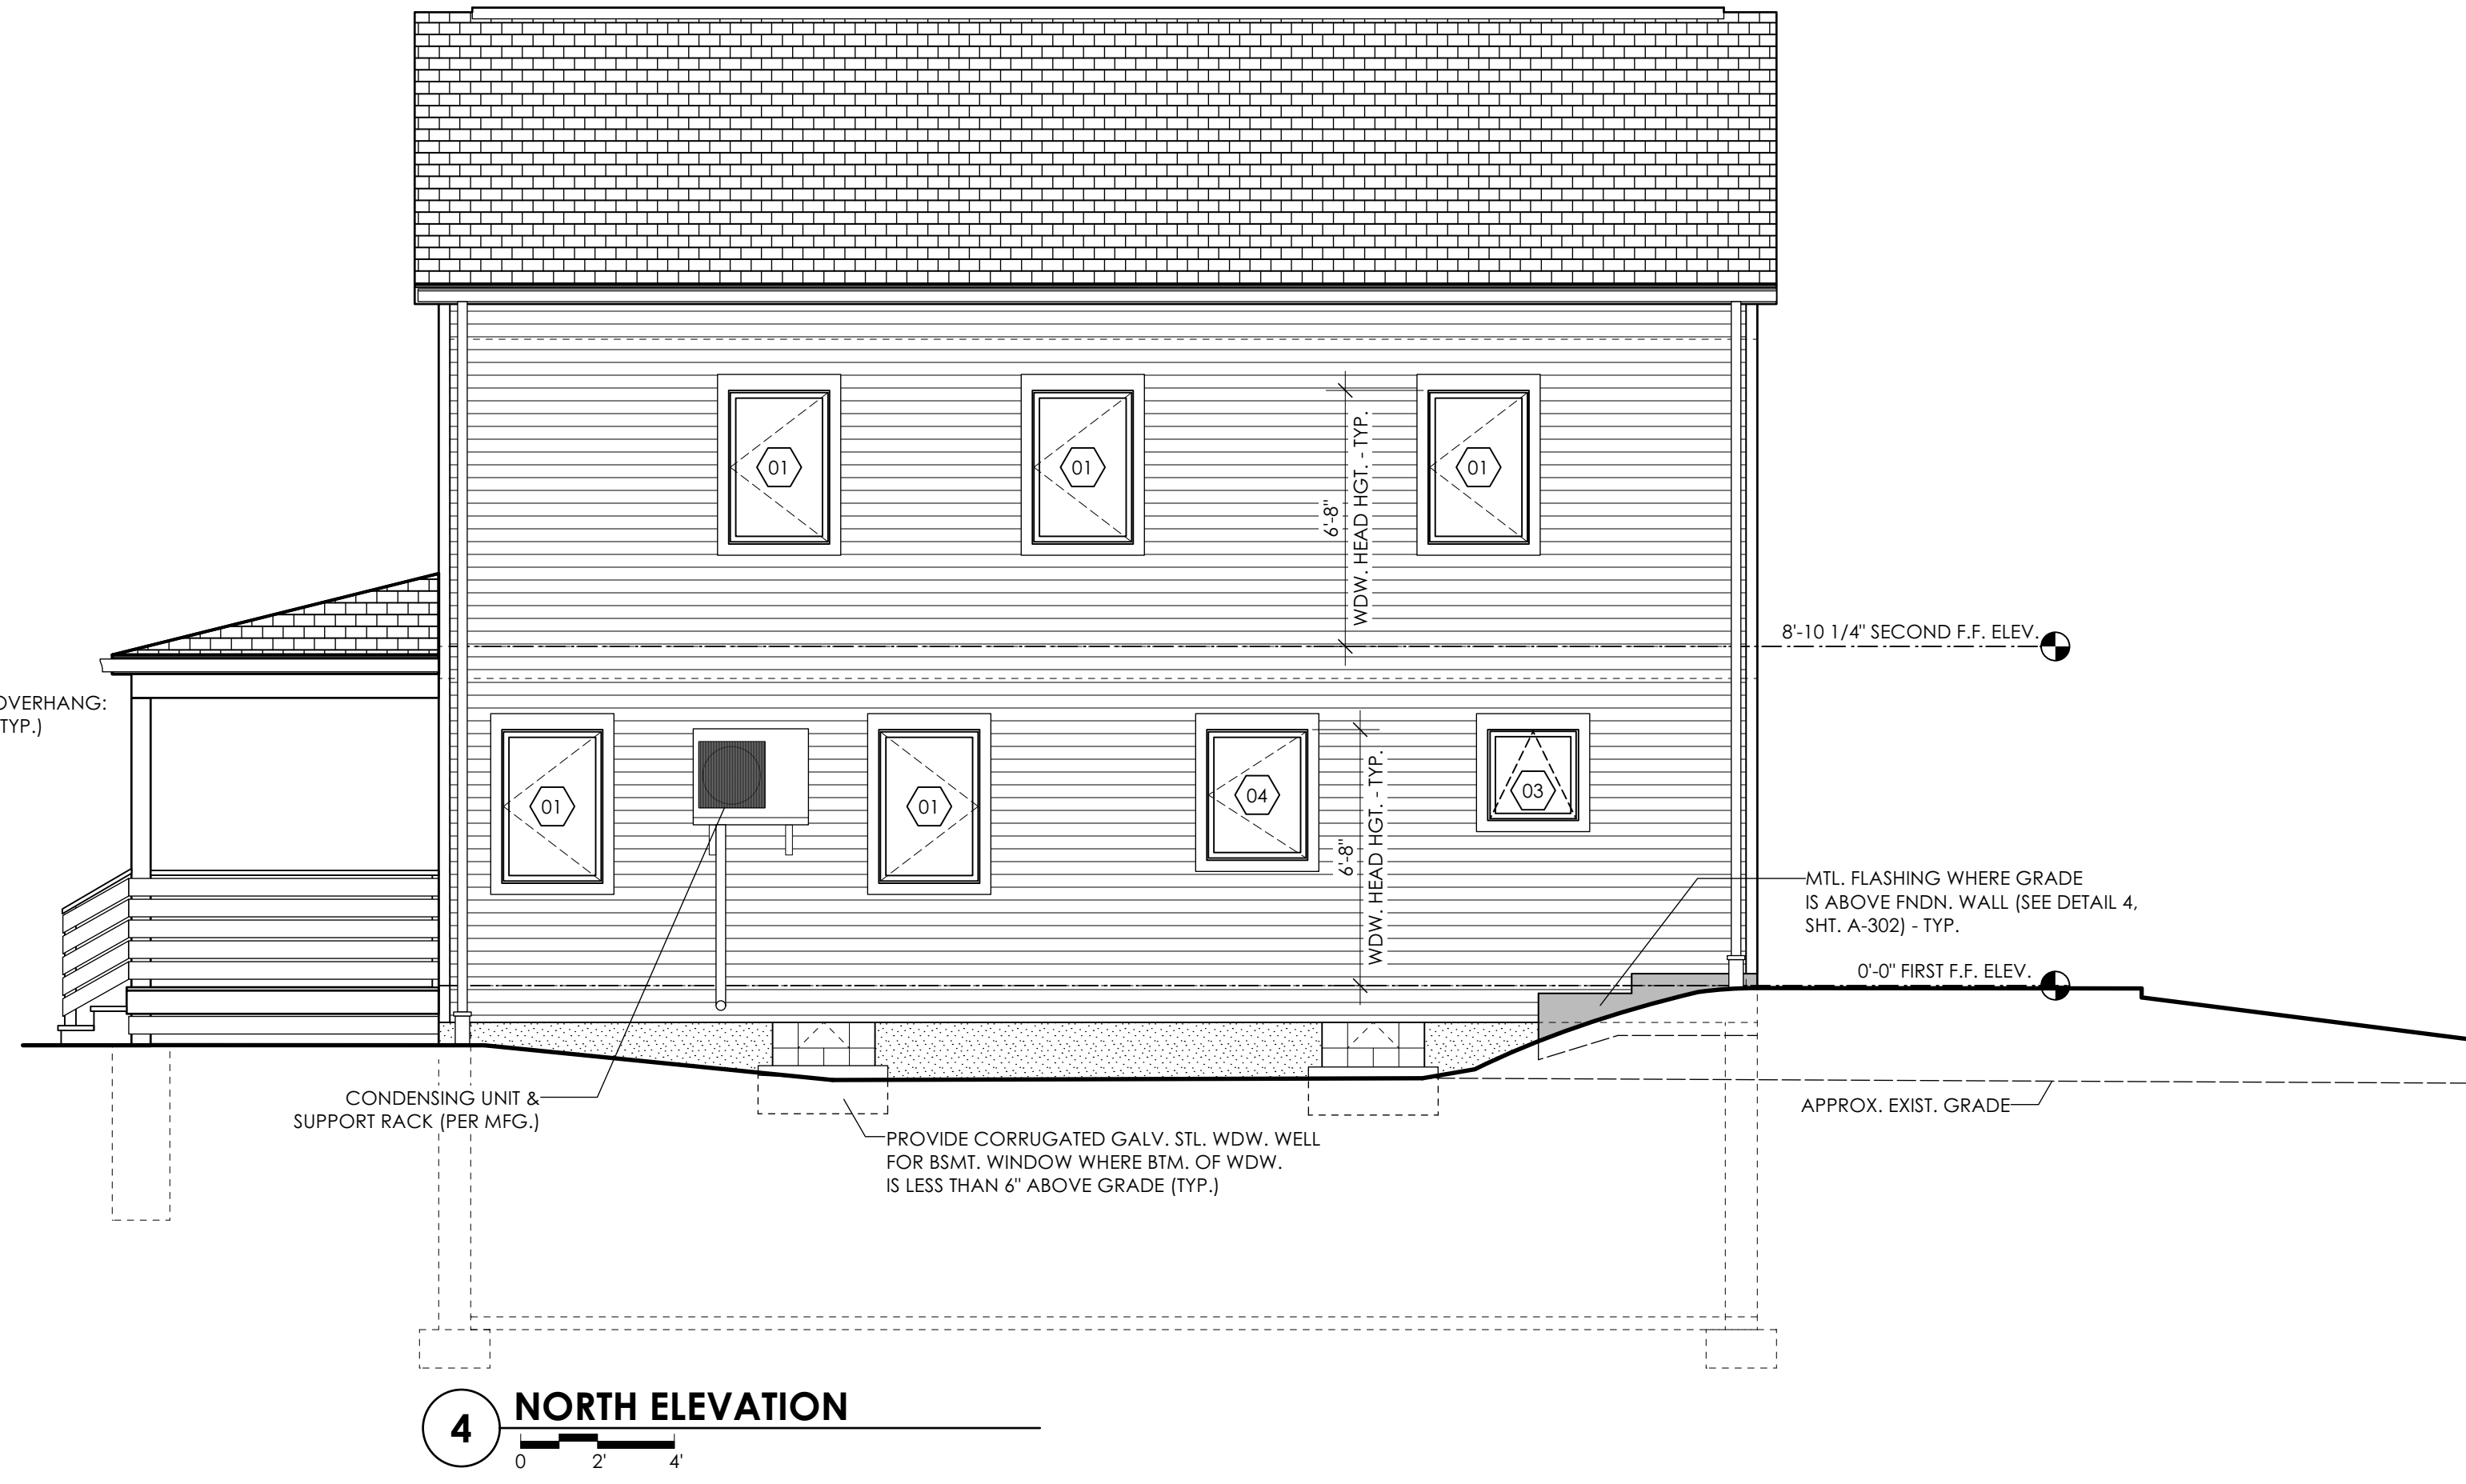 01
01
01
6'-8"
WDW. HEAD HGT. - TYP.
8'-10 1/4" SECOND F.F. ELEV.
OVERHANG:
TYP.)
01
01
04
03
6'-8"
WDW. HEAD HGT. - TYP.
MTL. FLASHING WHERE GRADE
IS ABOVE FNDN. WALL (SEE DETAIL 4,
SHT. A-302) - TYP.
0'-0" FIRST F.F. ELEV.
CONDENSING UNIT &
SUPPORT RACK (PER MFG.)
APPROX. EXIST. GRADE
PROVIDE CORRUGATED GALV. STL. WDW. WELL
FOR BSMT. WINDOW WHERE BTM. OF WDW.
IS LESS THAN 6" ABOVE GRADE (TYP.)
4
NORTH ELEVATION
0 2' 4'